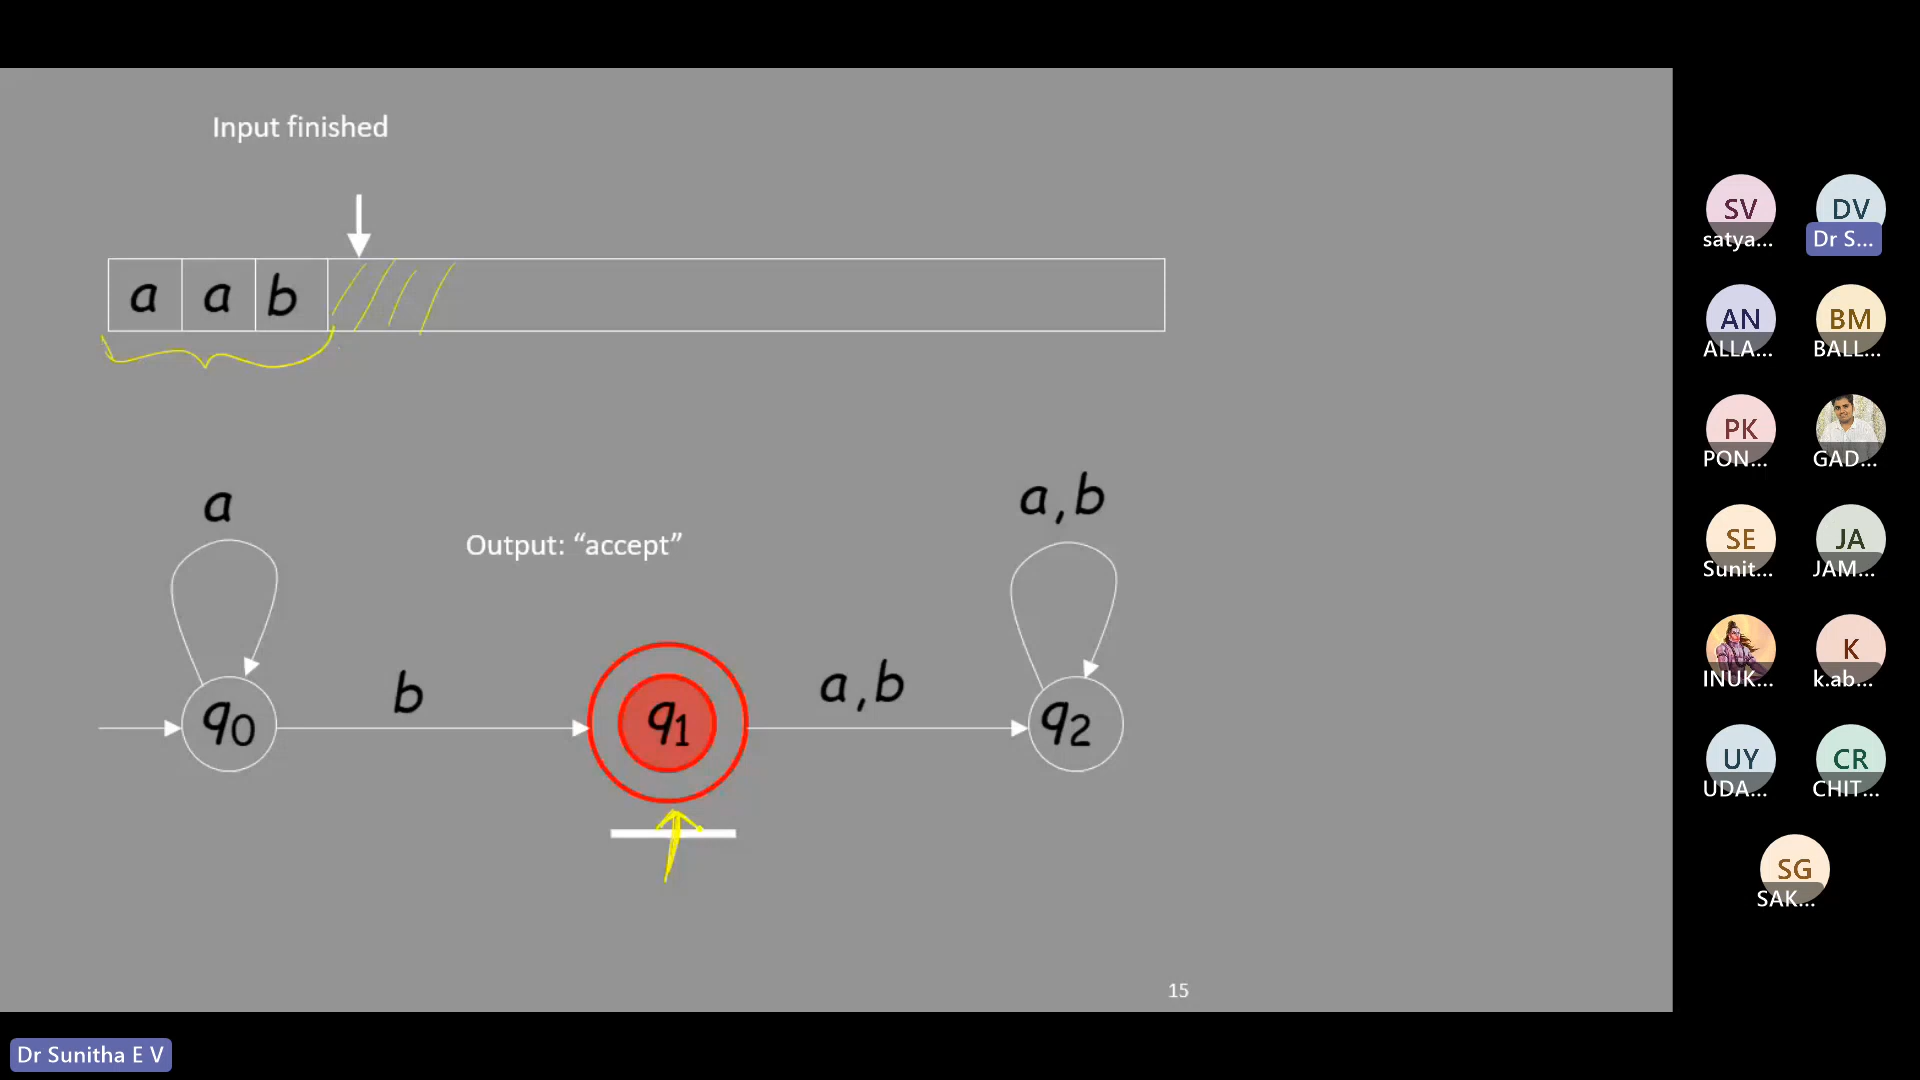 Input finished
a a b
a
a,b
Output: “accept”
b
a,b
q0
q1
q2
15
SV
satya...
DV
Dr S...
AN
ALLA...
BM
BALL...
PK
PON...
GAD...
SE
Sunit...
JA
JAM...
INUK...
K
k.ab...
UY
UDA...
CR
CHIT...
SG
SAK...
Dr Sunitha E V